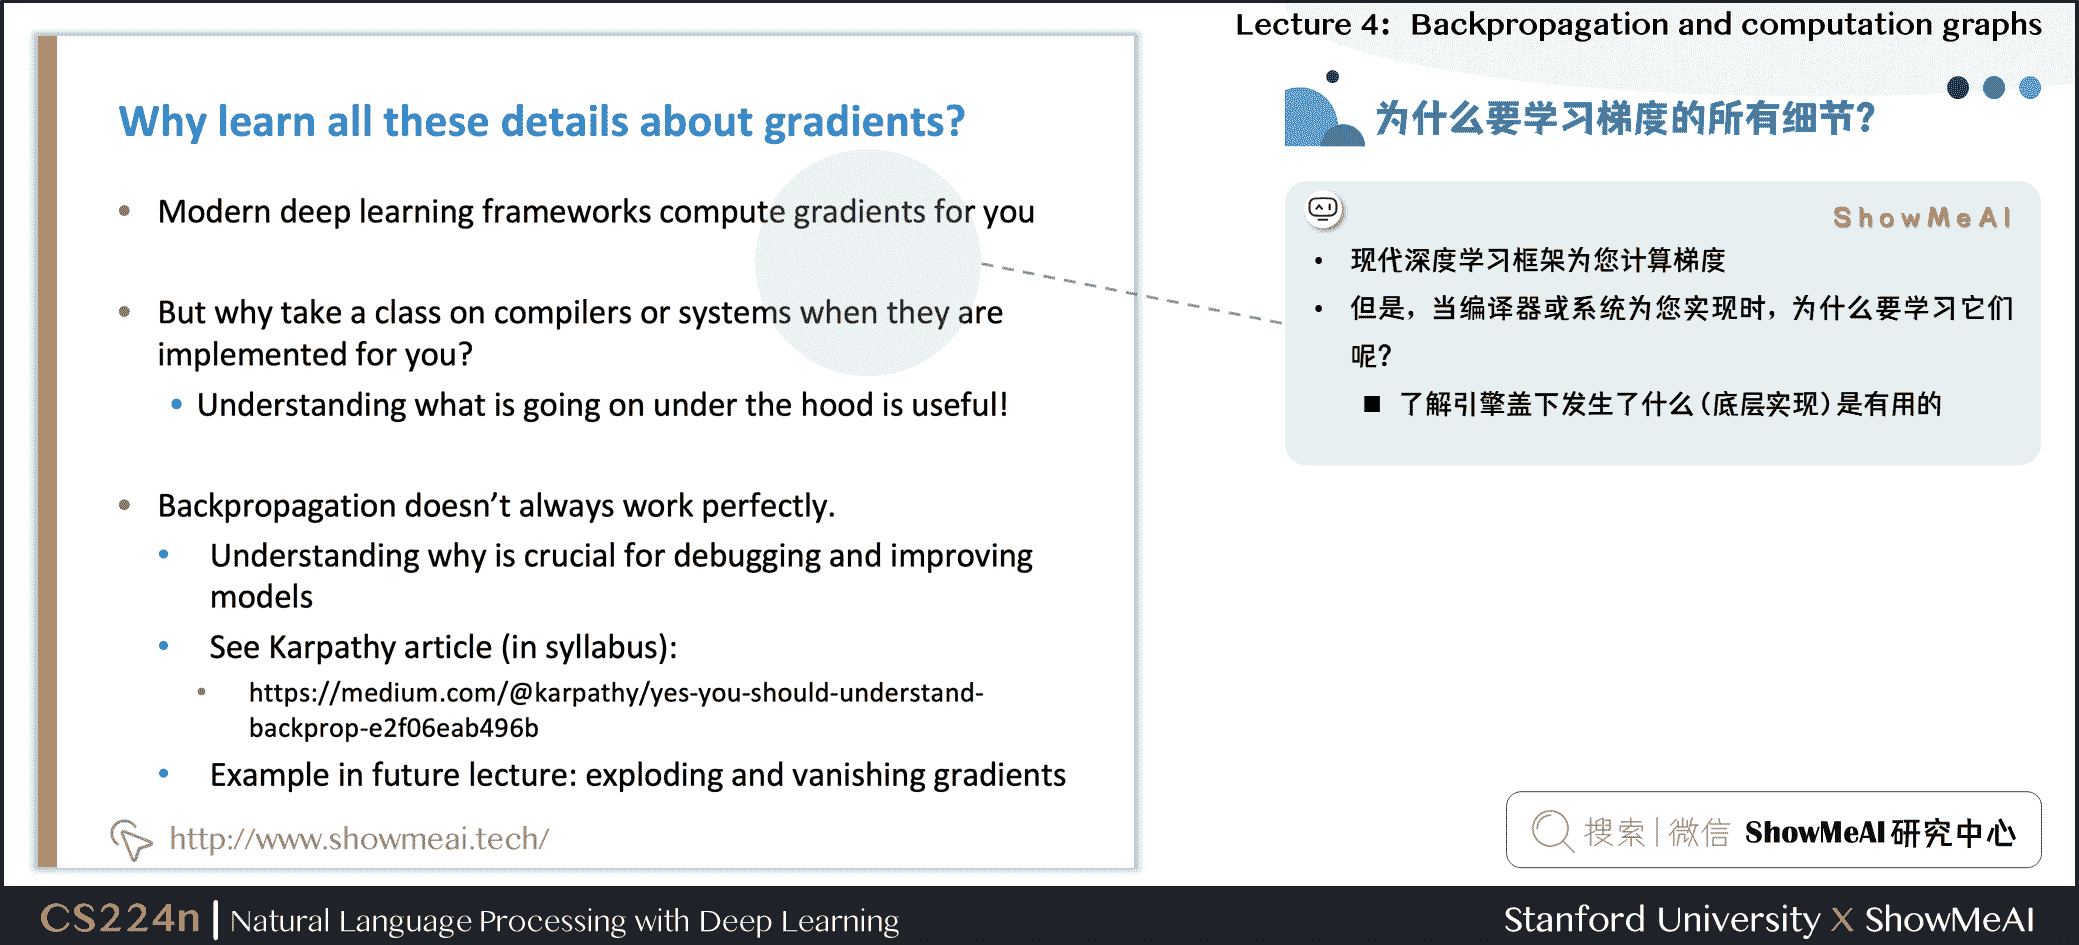 Lecture 4: Backpropagation and computation graphs
Why learn all these details about gradients?
• Modern deep learning frameworks compute gradients for you
• But why take a class on compilers or systems when they are
implemented for you?
• Understanding what is going on under the hood is useful!
• Backpropagation doesn’t always work perfectly.
• Understanding why is crucial for debugging and improving
models
• See Karpathy article (in syllabus):
• https://medium.com/@karpathy/yes-you-should-understand-
backprop-e2f06eab496b
• Example in future lecture: exploding and vanishing gradients
http://www.showmeai.tech/
为什么要学习梯度的所有细节?
ShowMeAI
• 现代深度学习框架为您计算梯度
• 但是，当编译器或系统为您实现时，为什么要学习它们
呢?
■ 了解引擎盖下发生了什么(底层实现)是有用的
搜索|微信 ShowMeAI研究中心
CS224n | Natural Language Processing with Deep Learning
Stanford University X ShowMeAI